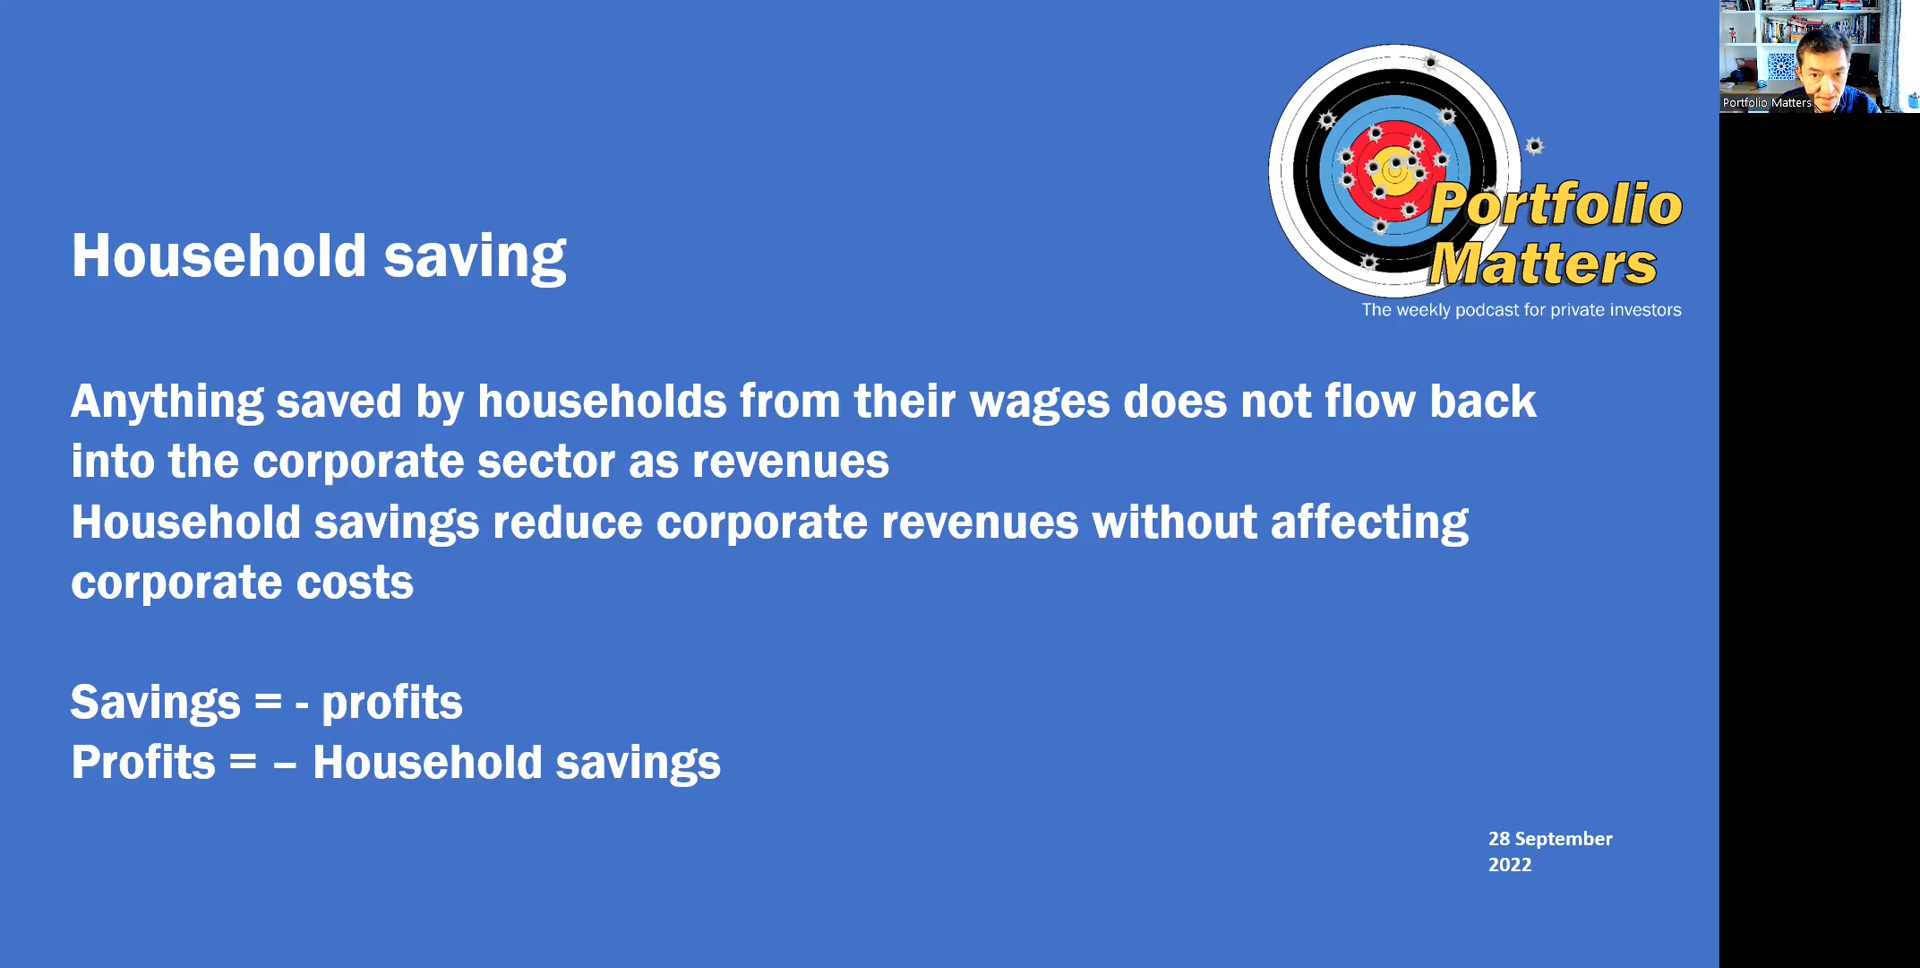 Portfolio
Matters
The weekly podcast for private investors
Portfolio Matters
Household saving
Anything saved by households from their wages does not flow back
into the corporate sector as revenues
Household savings reduce corporate revenues without affecting
corporate costs
Savings = - profits
Profits = – Household savings
28 September
2022